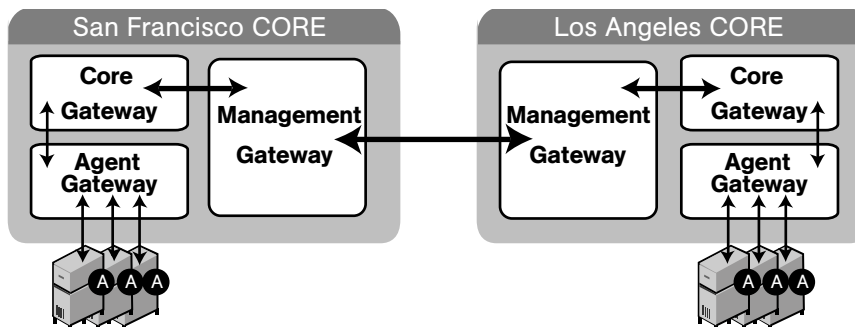 San Francisco CORE
Core
Gateway
Management
Gateway
Agent
Gateway
A
A
A
Los Angeles CORE
Management
Gateway
Core
Gateway
Agent
Gateway
A
A
A